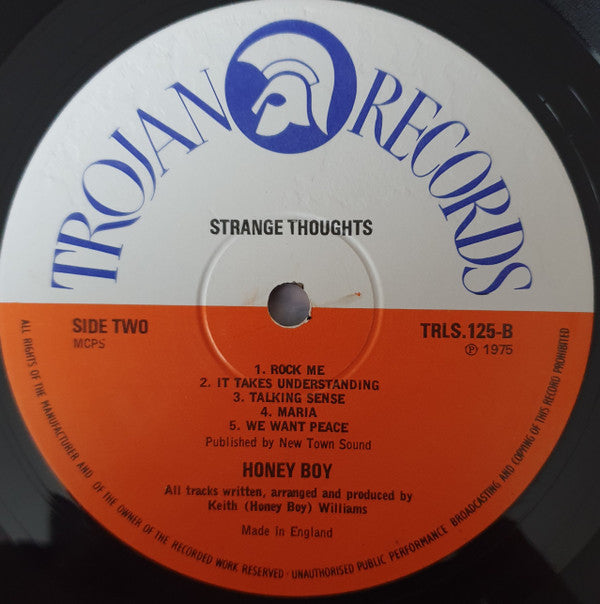 TROJAN RECORDS
STRANGE THOUGHTS
SIDE TWO
MCPS
TRLS.125-B
℗ 1975
1. ROCK ME
2. IT TAKES UNDERSTANDING
3. TALKING SENSE
4. MARIA
5. WE WANT PEACE
Published by New Town Sound
HONEY BOY
All tracks written, arranged and produced by
Keith (Honey Boy) Williams
Made in England
ALL RIGHTS OF THE MANUFACTURER AND OF THE OWNER OF THE RECORDED WORK RESERVED · UNAUTHORISED PUBLIC PERFORMANCE BROADCASTING AND COPYING OF THIS RECORD PROHIBITED